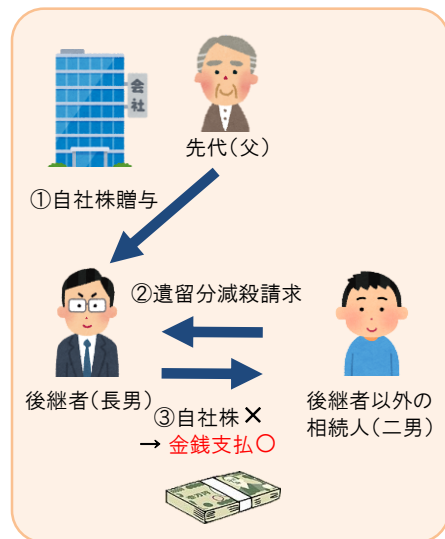 会社
先代(父)
①自社株贈与
②遺留分減殺請求
後継者(長男)
後継者以外の
相続人(二男)
③自社株✕
→ 金銭支払〇